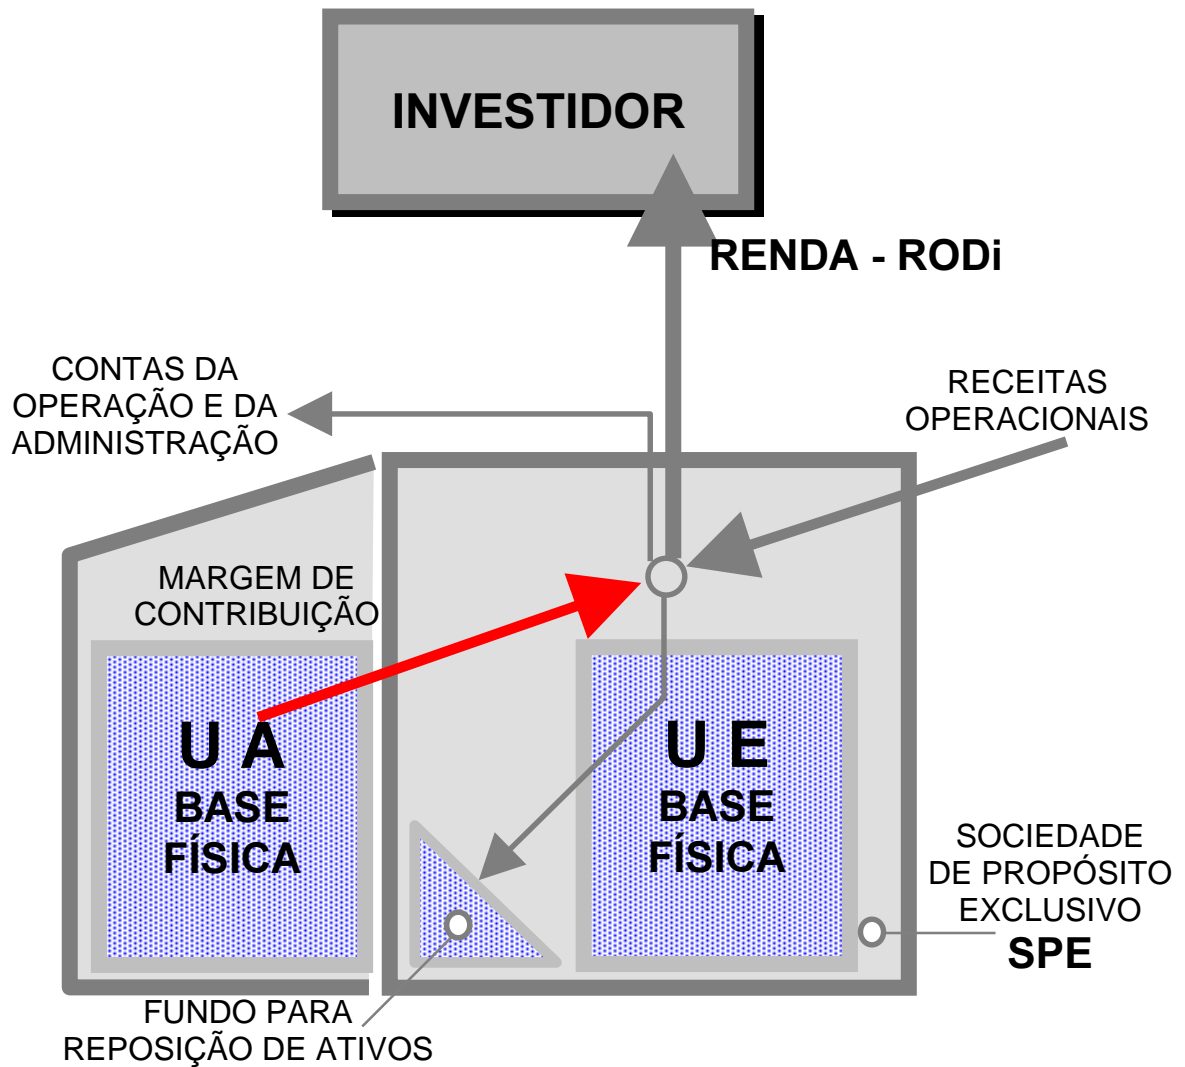 INVESTIDOR
RENDA - RODi
CONTAS DA
OPERAÇÃO E DA
ADMINISTRAÇÃO
RECEITAS
OPERACIONAIS
MARGEM DE
CONTRIBUIÇÃO
U A
BASE
FÍSICA
U E
BASE
FÍSICA
SOCIEDADE
DE PROPÓSITO
EXCLUSIVO
SPE
FUNDO PARA
REPOSIÇÃO DE ATIVOS